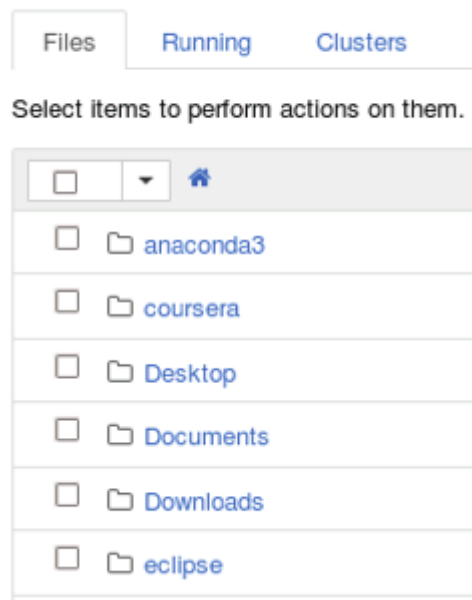 Files Running Clusters
Select items to perform actions on them.
anaconda3
coursera
Desktop
Documents
Downloads
eclipse